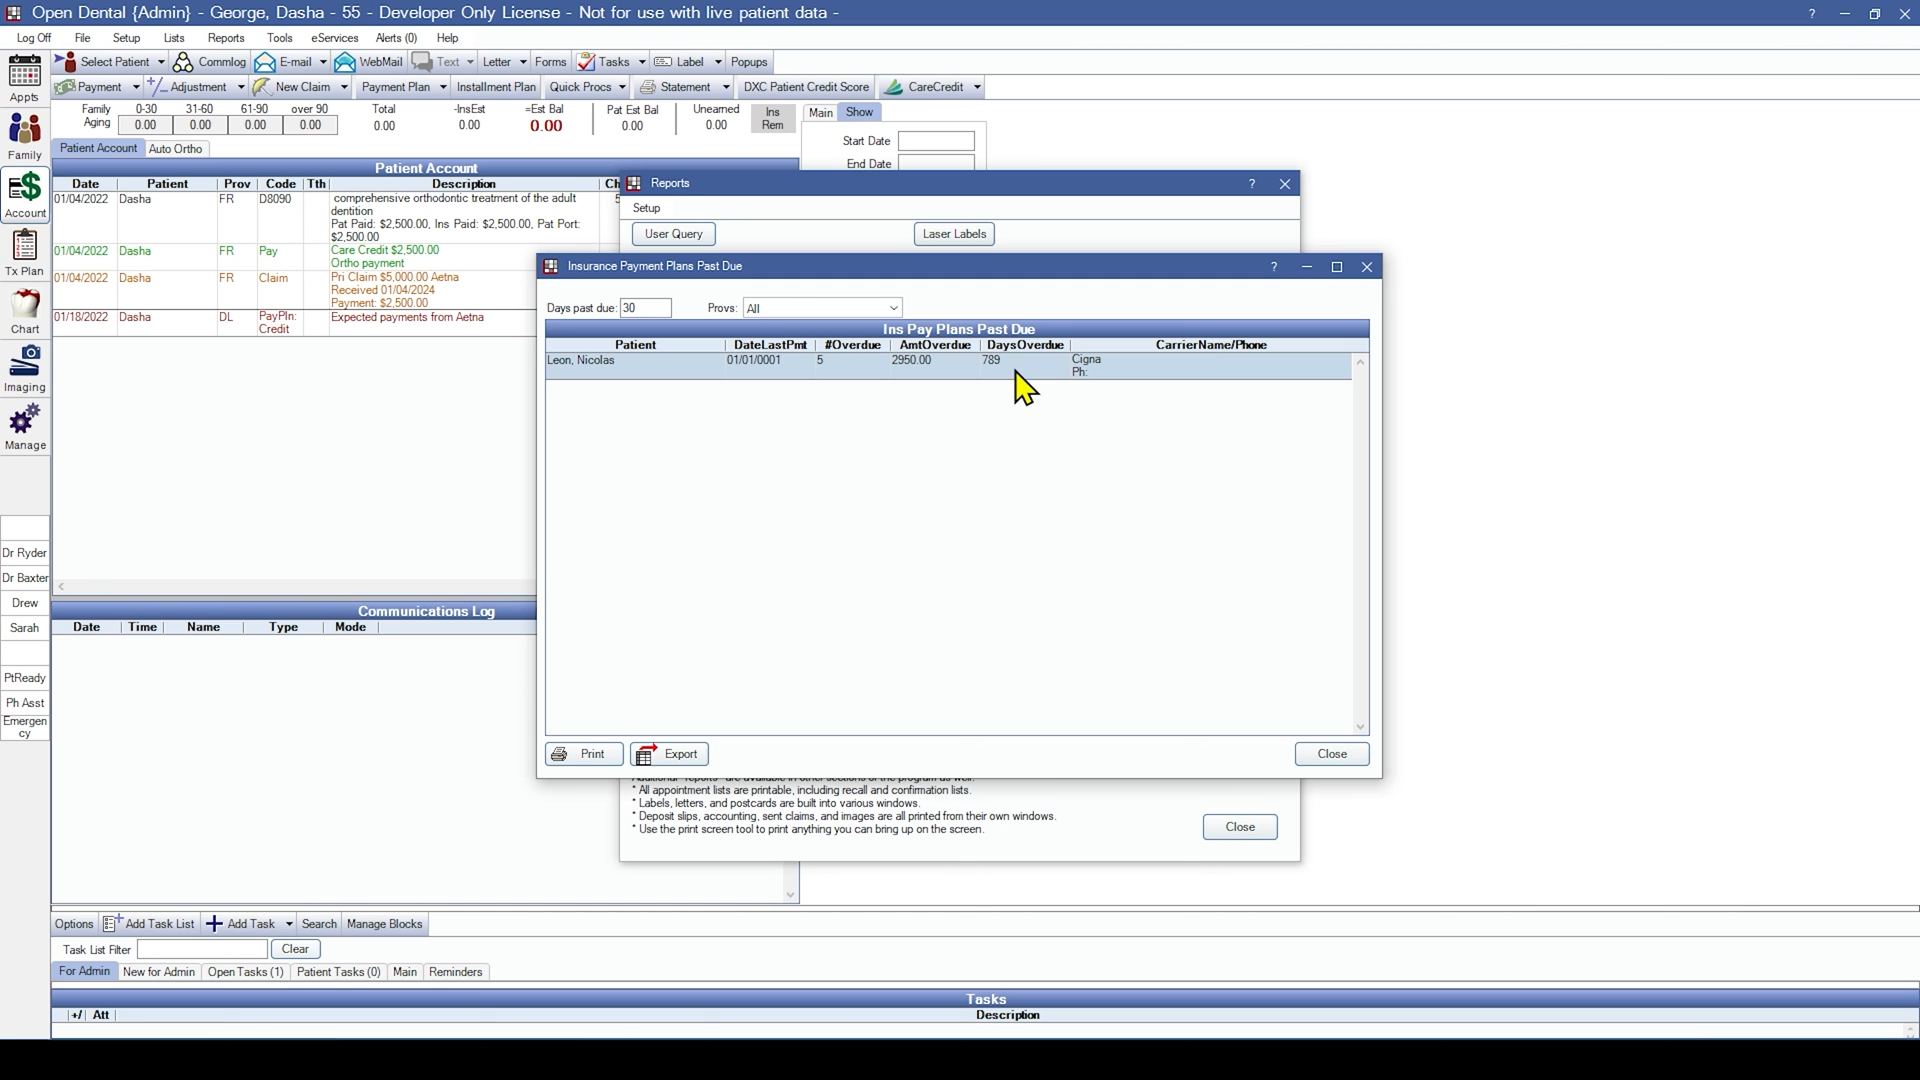 Open Dental {Admin} - George, Dasha - 55 - Developer Only License - Not for use with live patient data -
Log Off File Setup Lists Reports Tools eServices Alerts (0) Help
Select Patient Commlog E-mail WebMail Text Letter Forms Tasks Label Popups
Payment Adjustment New Claim Payment Plan Installment Plan Quick Procs Statement DXC Patient Credit Score CareCredit
Appts
Family
Account
Tx Plan
Chart
Imaging
Manage
Dr Ryder
Dr Baxter
Drew
Sarah
PtReady
Ph Asst
Emergen
cy
Family 0-30 31-60 61-90 over 90 Total -InsEst =Est Bal Pat Est Bal Unearned Ins
Aging 0.00 0.00 0.00 0.00 0.00 0.00 0.00 0.00 0.00 Rem
Main Show
Start Date
End Date
Patient Account Auto Ortho
Patient Account
Date Patient Prov Code Tth Description Ch
01/04/2022 Dasha FR D8090 comprehensive orthodontic treatment of the adult 5
dentition
Pat Paid: $2,500.00, Ins Paid: $2,500.00, Pat Port:
$2,500.00
01/04/2022 Dasha FR Pay Care Credit $2,500.00
Ortho payment
01/04/2022 Dasha FR Claim Pri Claim $5,000.00 Aetna
Received 01/04/2024
Payment: $2,500.00
01/18/2022 Dasha DL PayPln: Expected payments from Aetna
Credit
Reports
Setup
User Query Laser Labels
Insurance Payment Plans Past Due
Days past due: 30 Provs: All
Ins Pay Plans Past Due
Patient DateLastPmt #Overdue AmtOverdue DaysOverdue CarrierName/Phone
Leon, Nicolas 01/01/0001 5 2950.00 789 Cigna
Ph:
Print Export Close
Additional "reports" are available in other sections of the program as well.
* All appointment lists are printable, including recall and confirmation lists.
* Labels, letters, and postcards are built into various windows.
* Deposit slips, accounting, sent claims, and images are all printed from their own windows.
* Use the print screen tool to print anything you can bring up on the screen.
Close
Communications Log
Date Time Name Type Mode
Options Add Task List Add Task Search Manage Blocks
Task List Filter Clear
For Admin New for Admin Open Tasks (1) Patient Tasks (0) Main Reminders
Tasks
+/ Att Description